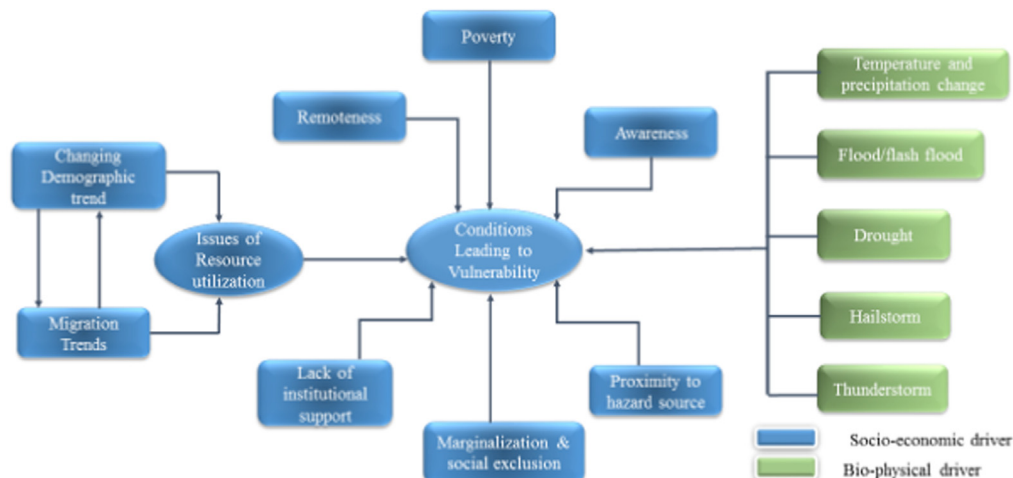 Poverty
Temperature and
precipitation change
Remoteness
Awareness
Changing
Demographic
trend
Flood/flash flood
Issues of
Resource
utilization
Conditions
Leading to
Vulnerability
Drought
Migration
Trends
Hailstorm
Lack of
institutional
support
Proximity to
hazard source
Thunderstorm
Marginalization &
social exclusion
Socio-economic driver
Bio-physical driver